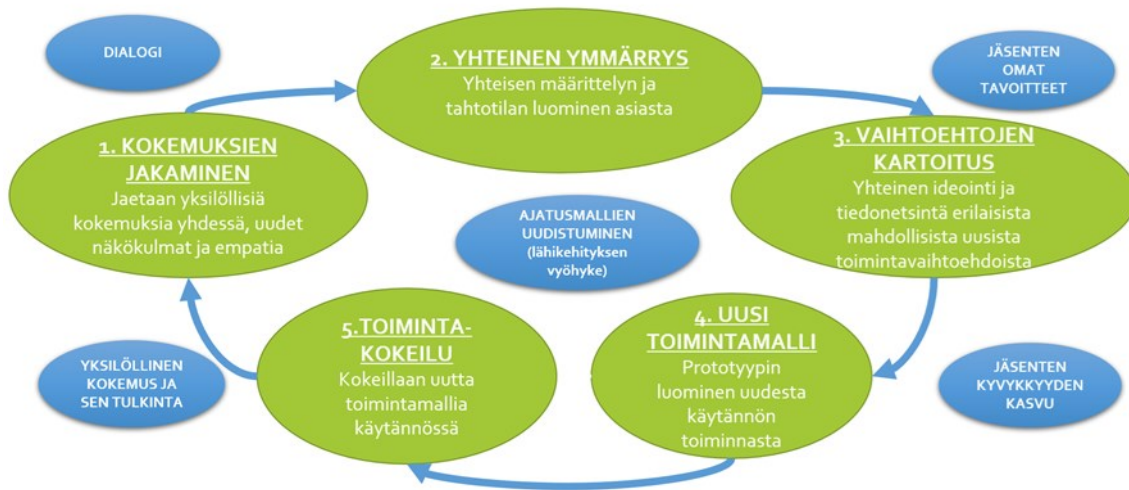 DIALOGI
2. YHTEINEN YMMÄRRYS
Yhteisen määrittelyn ja
tahtotilan luominen asiasta
JÄSENTEN
OMAT
TAVOITTEET
1. KOKEMUKSIEN
JAKAMINEN
Jaetaan yksilöllisiä
kokemuksia yhdessä, uudet
näkökulmat ja empatia
3. VAIHTOEHTOJEN
KARTOITUS
Yhteinen ideointi ja
tiedonetsintä erilaisista
mahdollisista uusista
toimintavaihtoehdoista
AJATUSMALLIEN
UUDISTUMINEN
(lähikehityksen
vyöhyke)
5.TOIMINTA-
KOKEILU
Kokeillaan uutta
toimintamallia
käytännössä
4. UUSI
TOIMINTAMALLI
Prototyypin
luominen uudesta
käytännön
toiminnasta
YKSILÖLLINEN
KOKEMUS JA
SEN TULKINTA
JÄSENTEN
KYVYKKYYDEN
KASVU